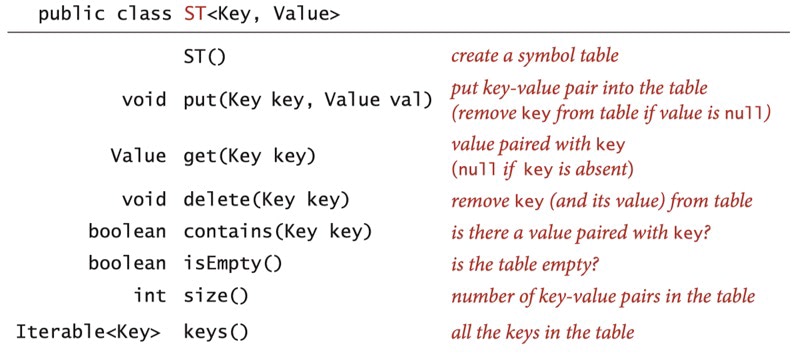 public class ST<Key, Value>
ST() create a symbol table
void put(Key key, Value val) put key-value pair into the table
(remove key from table if value is null)
Value get(Key key) value paired with key
(null if key is absent)
void delete(Key key) remove key (and its value) from table
boolean contains(Key key) is there a value paired with key?
boolean isEmpty() is the table empty?
int size() number of key-value pairs in the table
Iterable<Key> keys() all the keys in the table